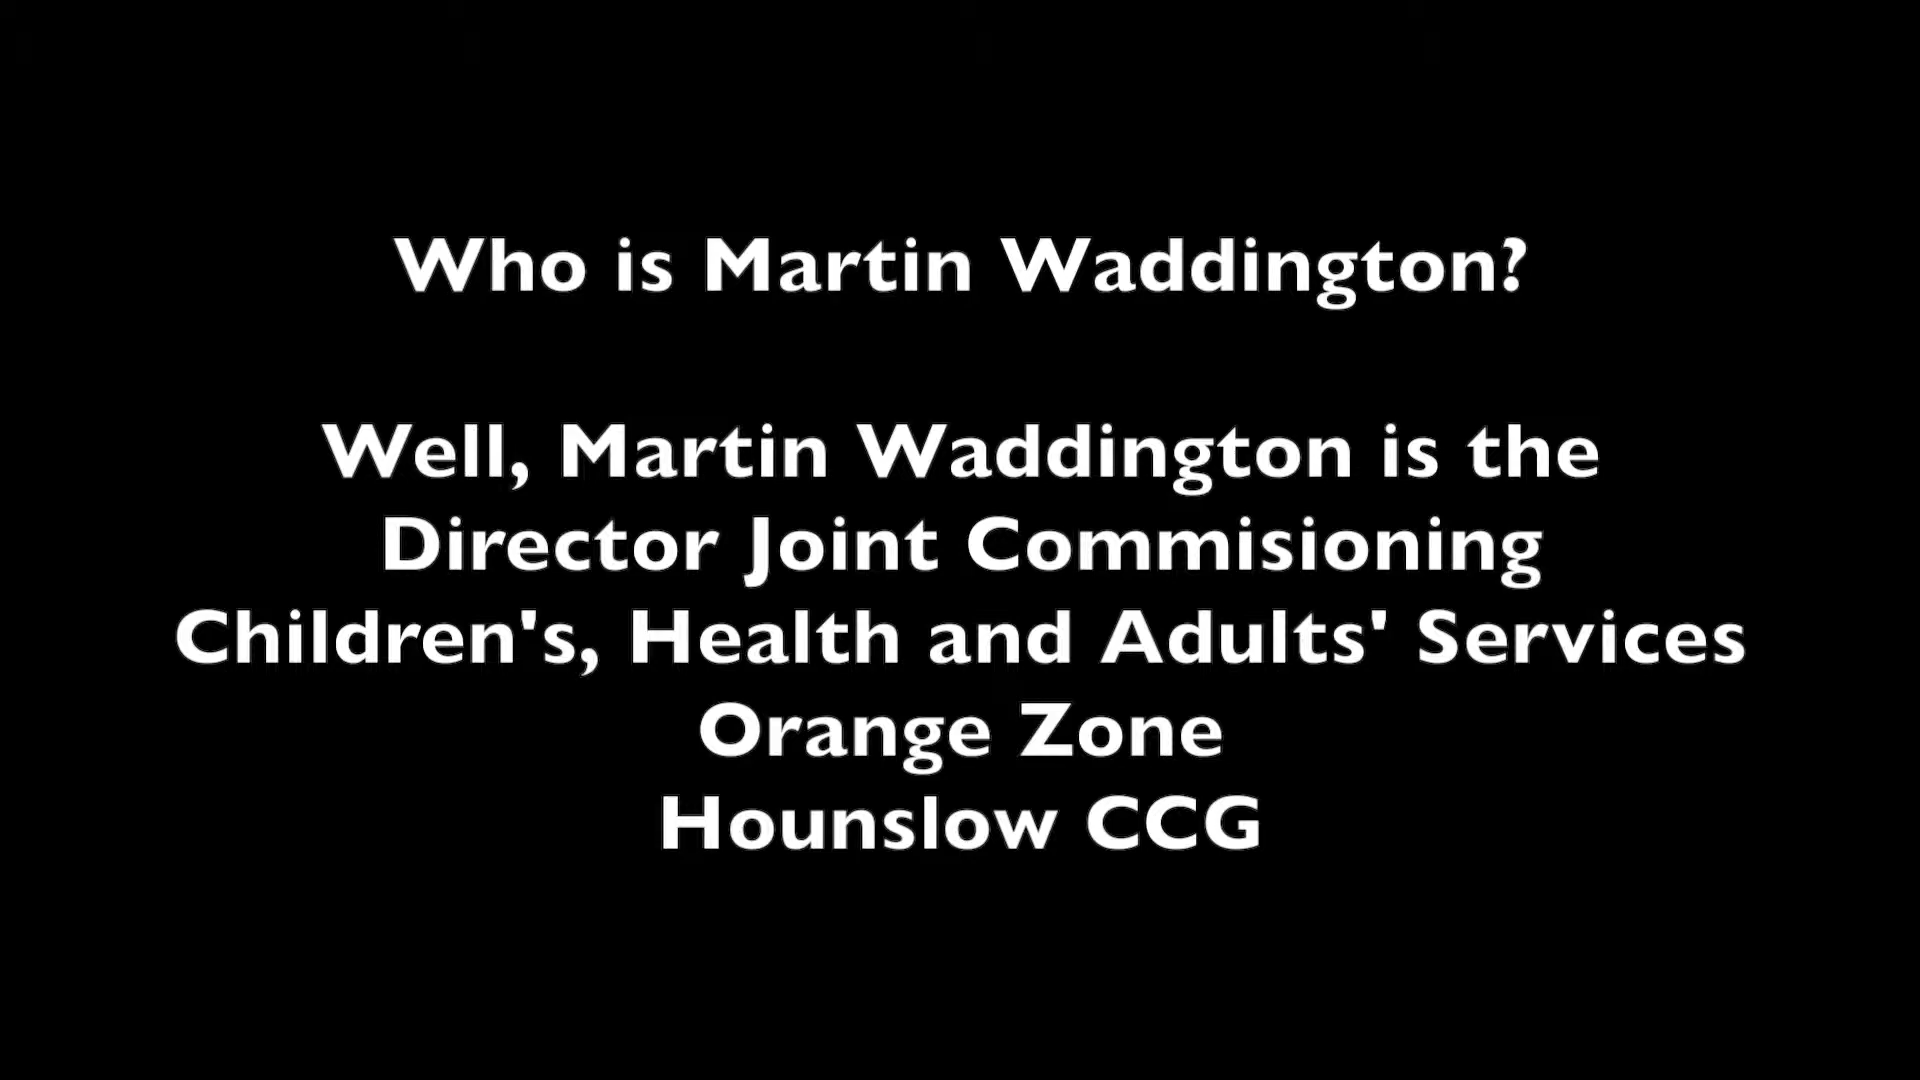 Who is Martin Waddington?
Well, Martin Waddington is the
Director Joint Commisioning
Children's, Health and Adults' Services
Orange Zone
Hounslow CCG